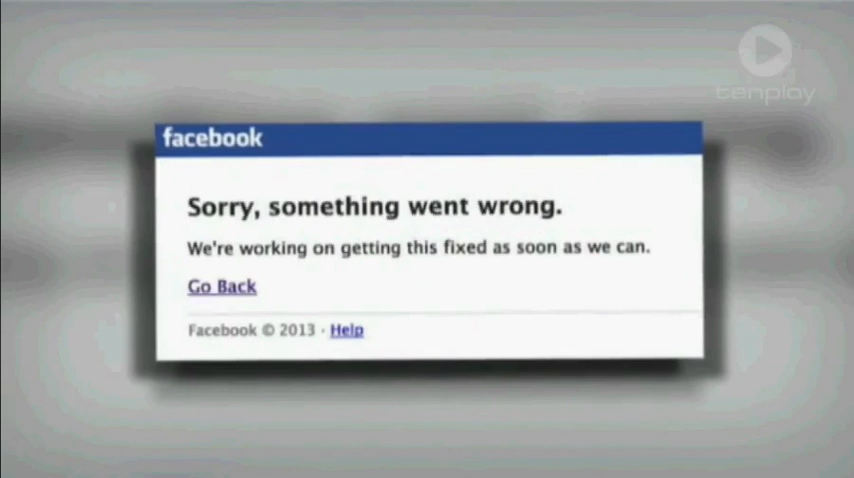 tenplay
facebook
Sorry, something went wrong.
We're working on getting this fixed as soon as we can.
Go Back
Facebook © 2013 · Help